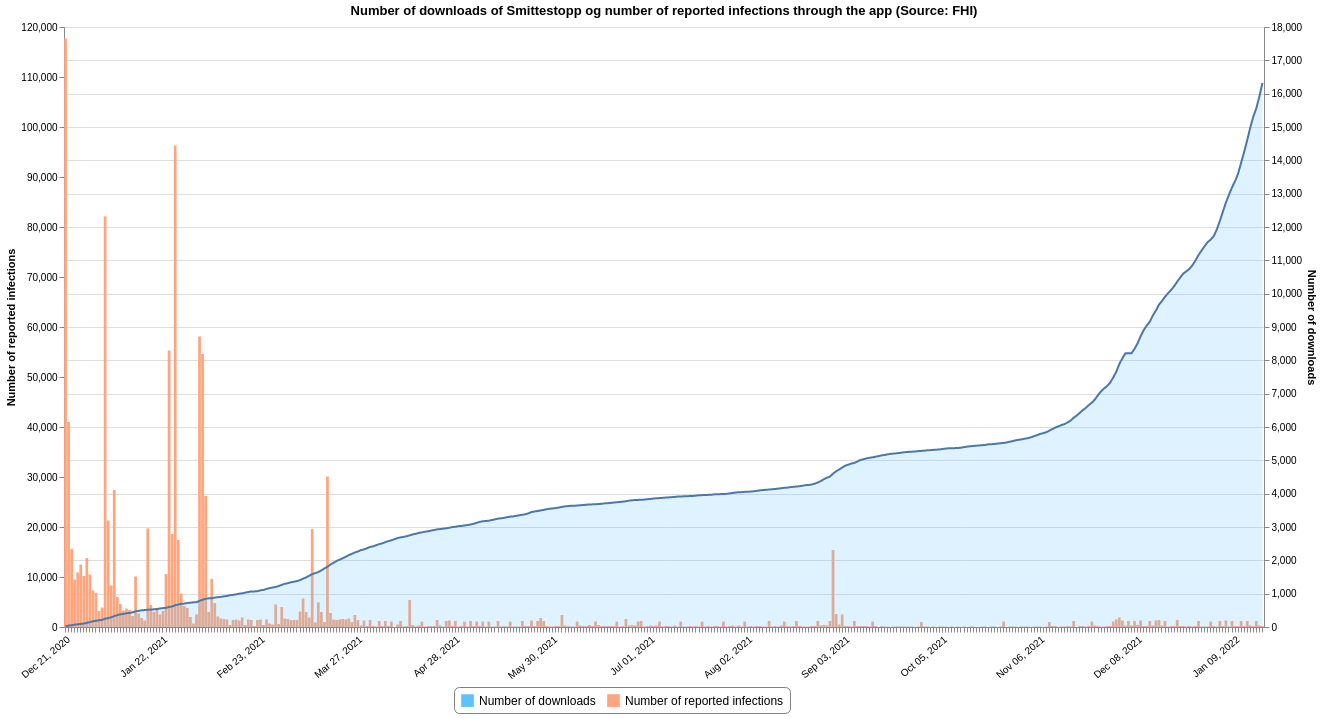 Number of downloads of Smittestopp og number of reported infections through the app (Source: FHI)
Number of reported infections
120,000
110,000
100,000
90,000
80,000
70,000
60,000
50,000
40,000
30,000
20,000
10,000
0
18,000
17,000
16,000
15,000
14,000
13,000
12,000
11,000
10,000
9,000
8,000
7,000
6,000
5,000
4,000
3,000
2,000
1,000
0
Number of downloads
Dec 21, 2020
Jan 22, 2021
Feb 23, 2021
Mar 27, 2021
Apr 28, 2021
May 30, 2021
Jul 01, 2021
Aug 02, 2021
Sep 03, 2021
Oct 05, 2021
Nov 06, 2021
Dec 08, 2021
Jan 09, 2022
Number of downloads
Number of reported infections